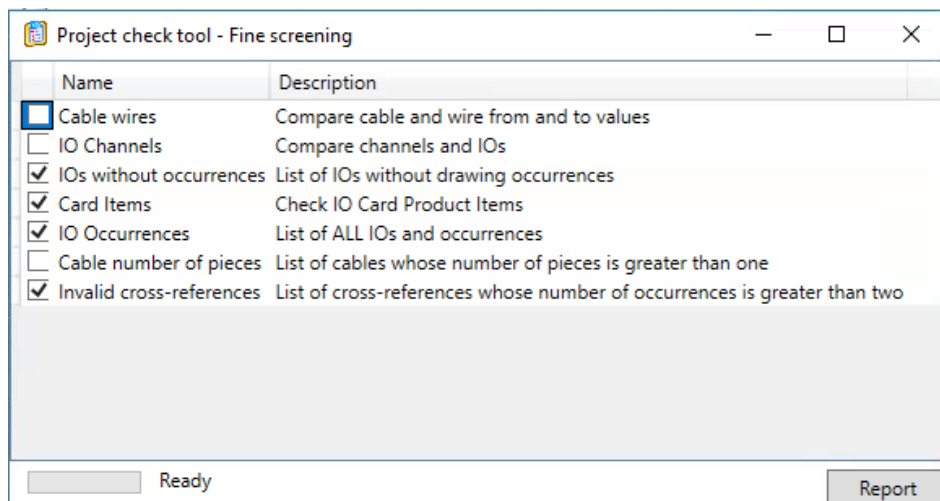 Project check tool - Fine screening
Name Description
Cable wires Compare cable and wire from and to values
IO Channels Compare channels and IOs
IOs without occurrences List of IOs without drawing occurrences
Card Items Check IO Card Product Items
IO Occurrences List of ALL IOs and occurrences
Cable number of pieces List of cables whose number of pieces is greater than one
Invalid cross-references List of cross-references whose number of occurrences is greater than two
Ready
Report